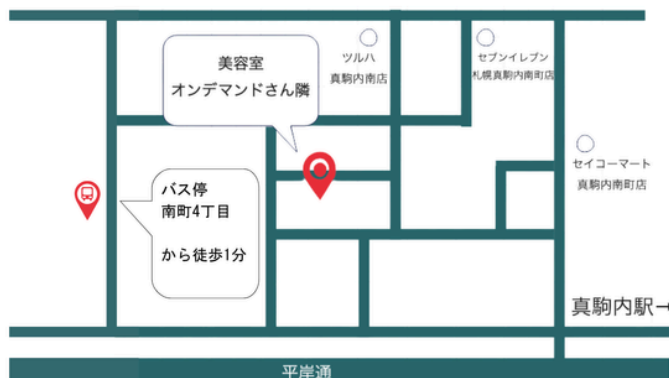 美容室
オンデマンドさん隣
ツルハ
真駒内南店
セブンイレブン
札幌真駒内南町店
セイコーマート
真駒内南町店
バス停
南町4丁目
から徒歩1分
真駒内駅→
平岸通